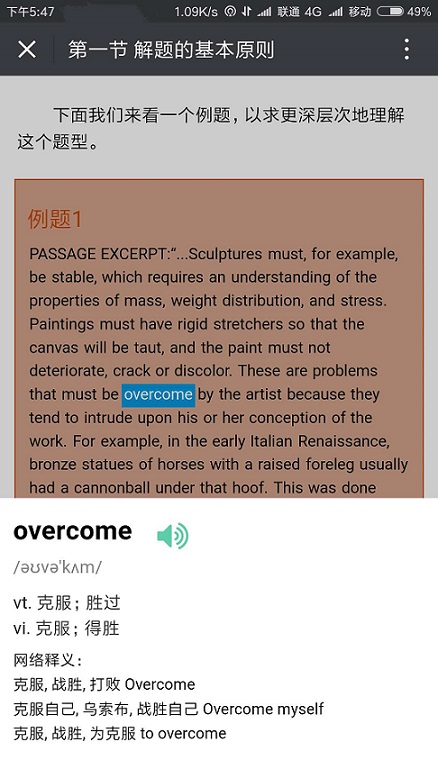 下午5:47 1.09K/s 联通 4G 移动 49%
第一节 解题的基本原则
下面我们来看一个例题，以求更深层次地理解
这个题型。
例题1
PASSAGE EXCERPT:“...Sculptures must, for example,
be stable, which requires an understanding of the
properties of mass, weight distribution, and stress.
Paintings must have rigid stretchers so that the
canvas will be taut, and the paint must not
deteriorate, crack or discolor. These are problems
that must be overcome by the artist because they
tend to intrude upon his or her conception of the
work. For example, in the early Italian Renaissance,
bronze statues of horses with a raised foreleg usually
had a cannonball under that hoof. This was done
overcome
/əʊvə'kʌm/
vt. 克服；胜过
vi. 克服；得胜
网络释义：
克服, 战胜, 打败 Overcome
克服自己, 乌索布, 战胜自己 Overcome myself
克服, 战胜, 为克服 to overcome